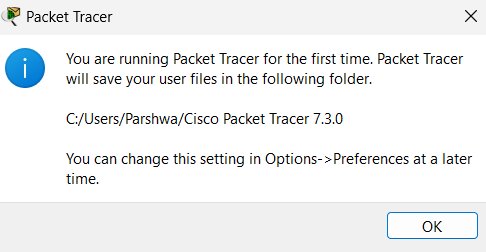 Packet Tracer
You are running Packet Tracer for the first time. Packet Tracer
will save your user files in the following folder.
C:/Users/Parshwa/Cisco Packet Tracer 7.3.0
You can change this setting in Options->Preferences at a later
time.
OK